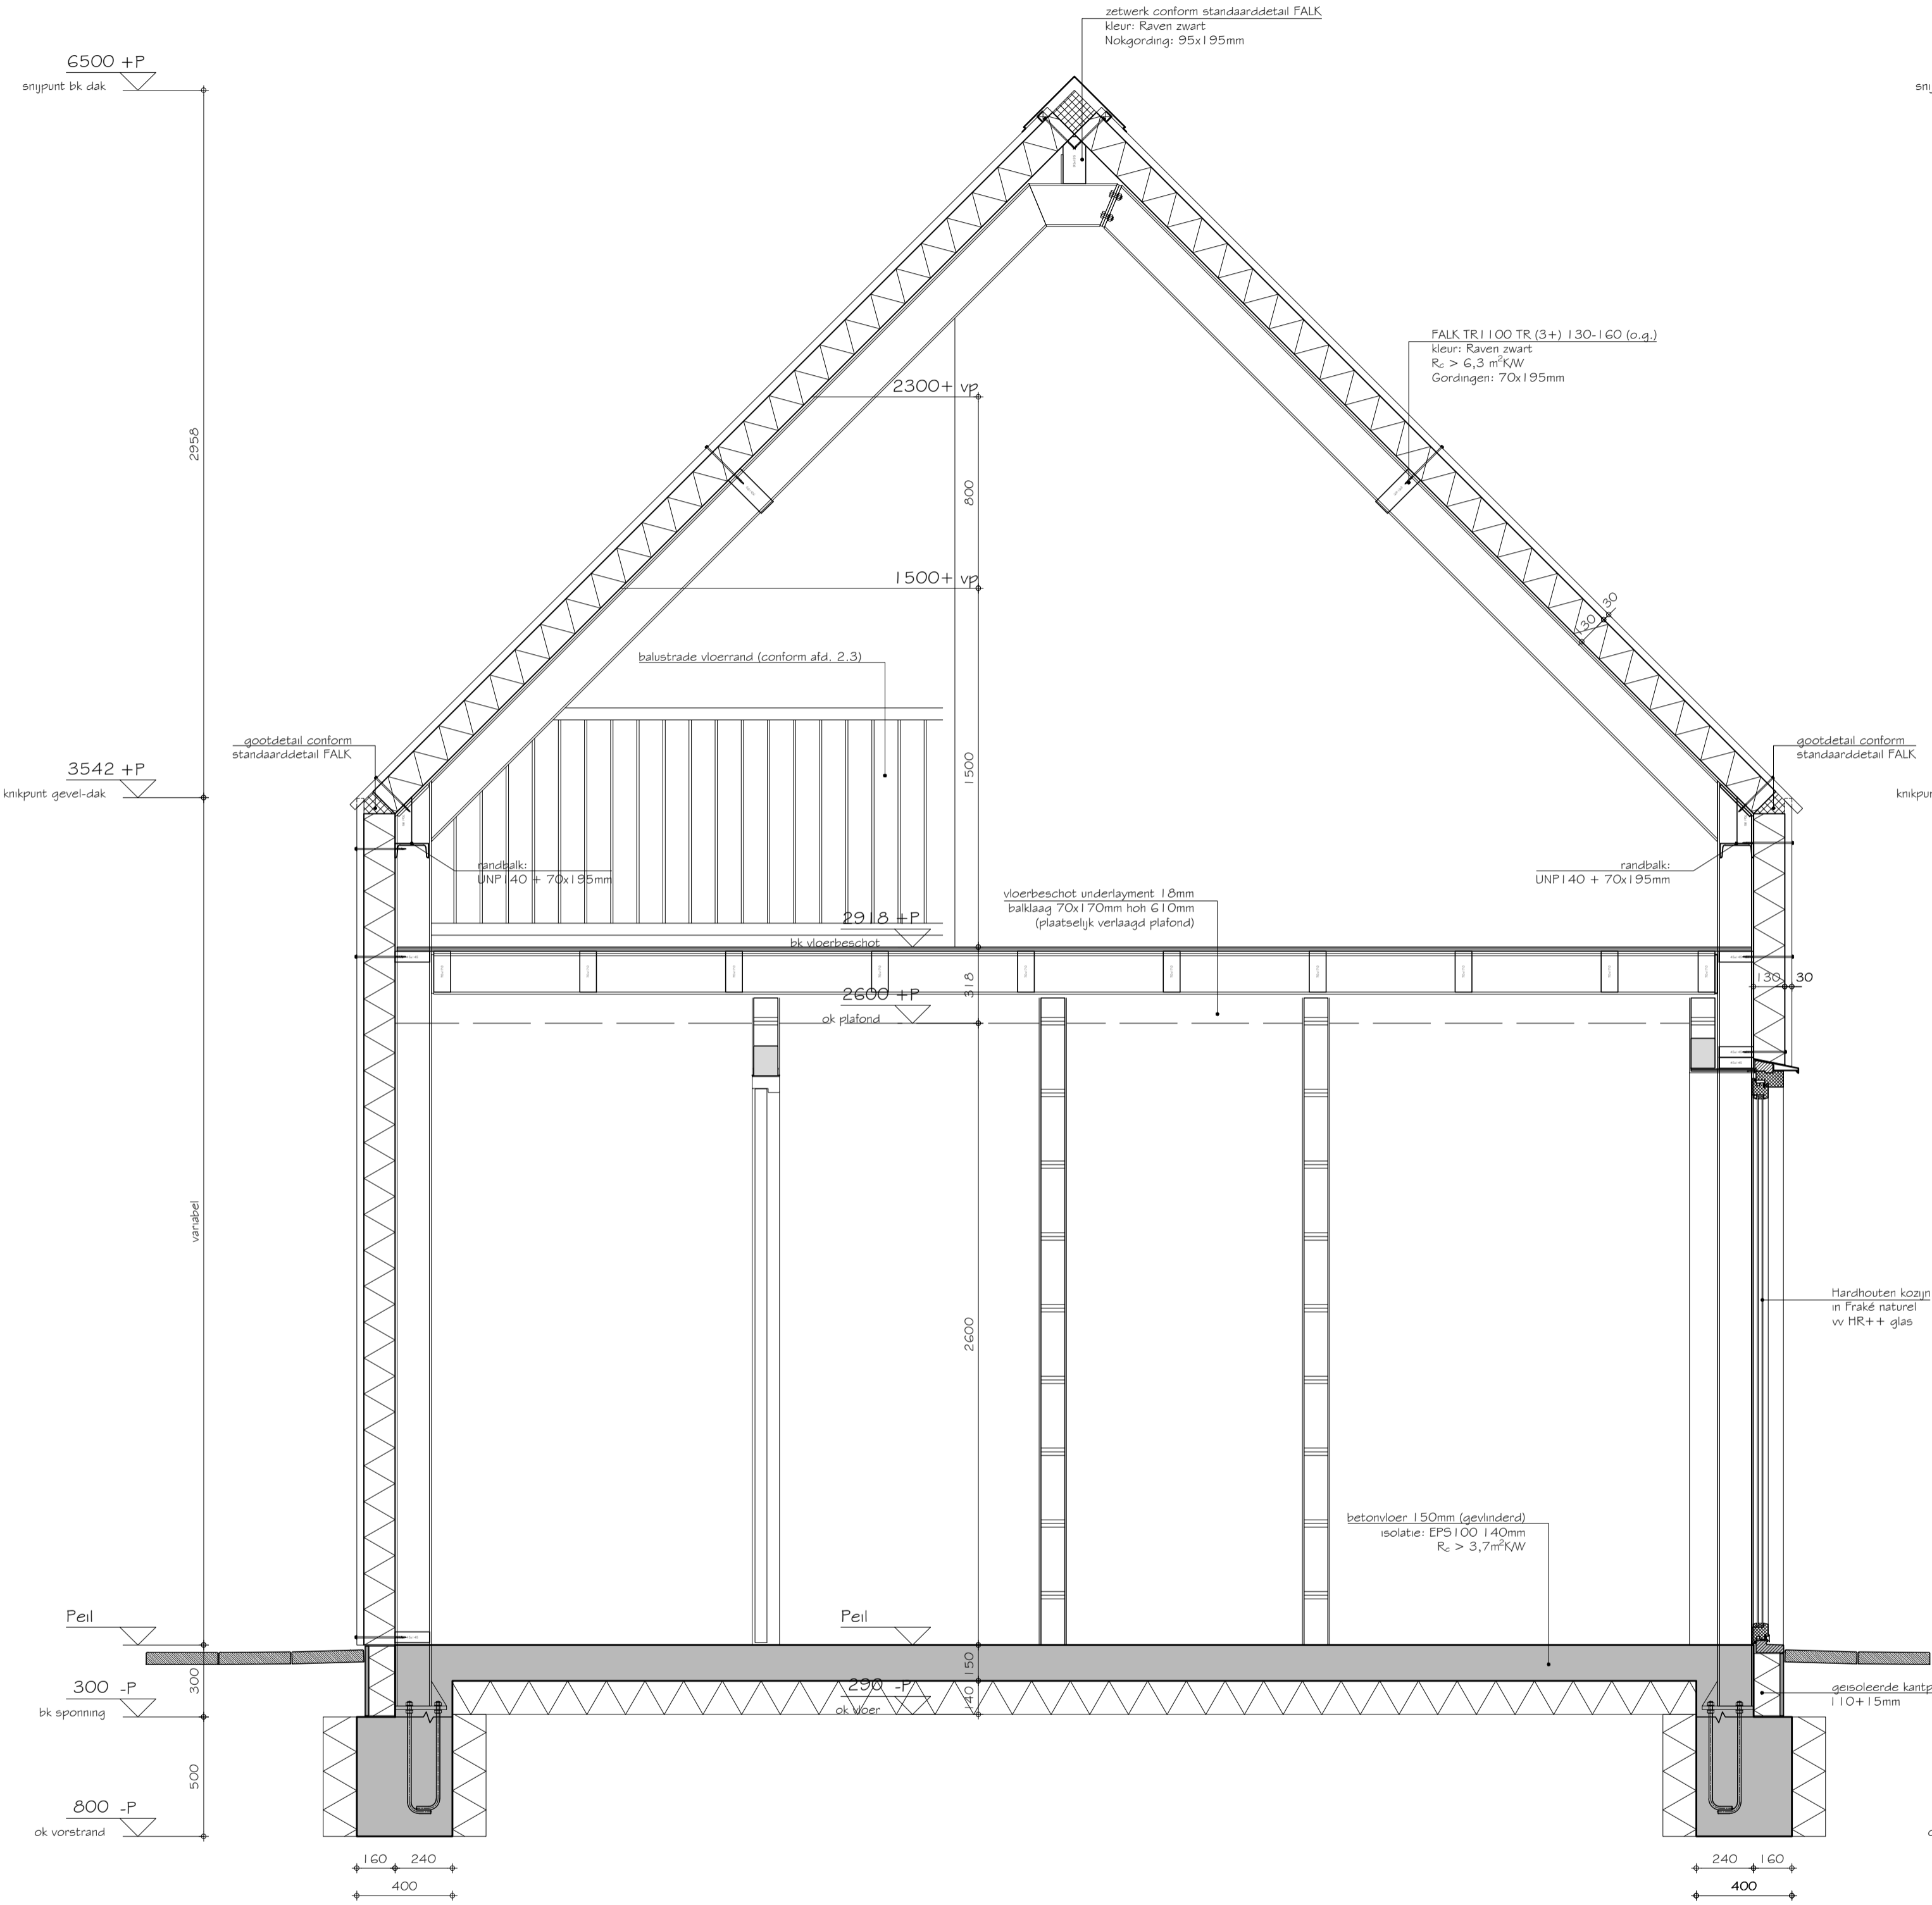 zetwerk conform standaarddetail FALK
kleur: Raven zwart
Nokgording: 95x195mm
6500 +P
snijpunt bk dak
snij
FALK TR1100 TR (3+) 130-160 (o.g.)
kleur: Raven zwart
Rc > 6,3 m²K/W
Gordingen: 70x195mm
2300+ vp
2958
800
1500+ vp
30
130
balustrade vloerrand (conform afd. 2.3)
gootdetail conform
standaarddetail FALK
gootdetail conform
standaarddetail FALK
3542 +P
knikpunt gevel-dak
knikpun
1500
randbalk:
UNP140 + 70x195mm
randbalk:
UNP140 + 70x195mm
vloerbeschot underlayment 18mm
balklaag 70x170mm hoh 610mm
(plaatselijk verlaagd plafond)
2918 +P
bk vloerbeschot
318
130
30
2600 +P
ok plafond
variabel
2600
Hardhouten kozijn
in Fraké naturel
vv HR++ glas
betonvloer 150mm (gevlinderd)
isolatie: EPS100 140mm
Rc > 3,7m²K/W
Peil
Peil
300
150
300 -P
bk sponning
290 -P
ok vloer
140
geisoleerde kantp
110+15mm
500
800 -P
ok vorstrand
o
160
240
400
240
160
400